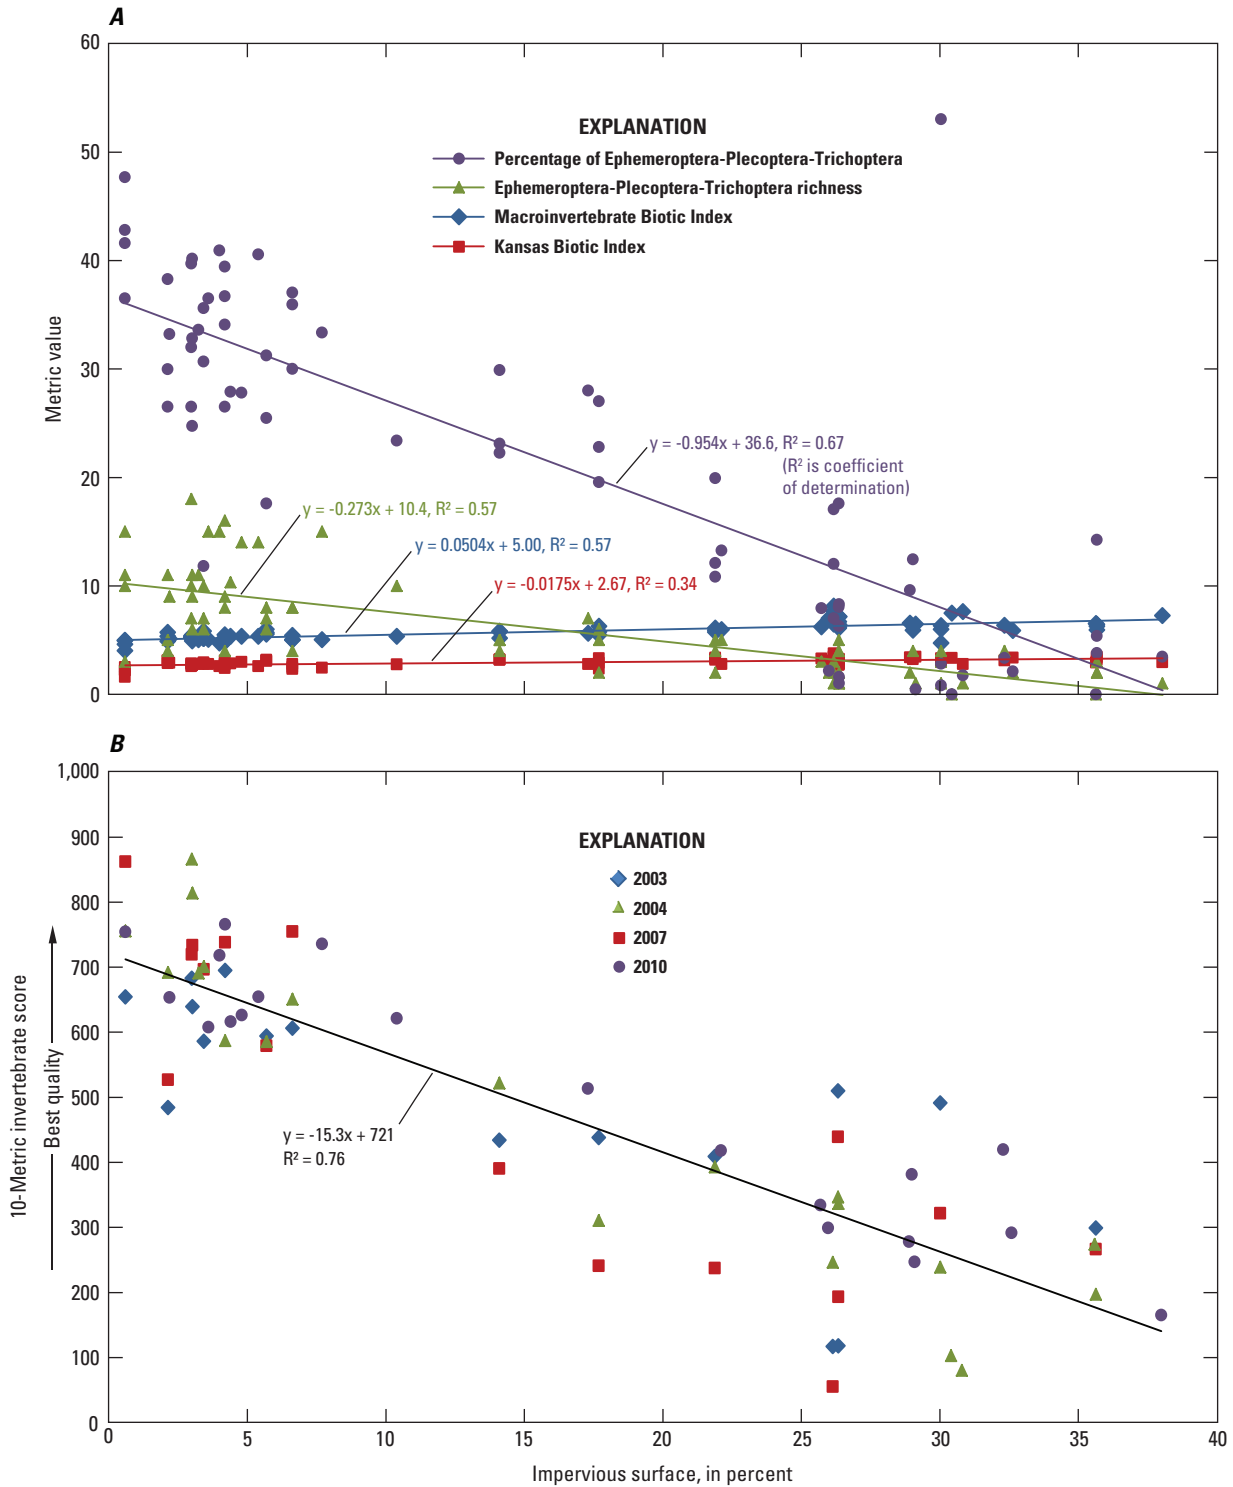 A
60
50
40
30
20
10
0
Metric value
EXPLANATION
Percentage of Ephemeroptera-Plecoptera-Trichoptera
Ephemeroptera-Plecoptera-Trichoptera richness
Macroinvertebrate Biotic Index
Kansas Biotic Index
y = -0.954x + 36.6, R² = 0.67
(R² is coefficient
of determination)
y = -0.273x + 10.4, R² = 0.57
y = 0.0504x + 5.00, R² = 0.57
y = -0.0175x + 2.67, R² = 0.34
B
1,000
900
800
700
600
500
400
300
200
100
0
10-Metric invertebrate score
Best quality
EXPLANATION
2003
2004
2007
2010
y = -15.3x + 721
R² = 0.76
0 5 10 15 20 25 30 35 40
Impervious surface, in percent